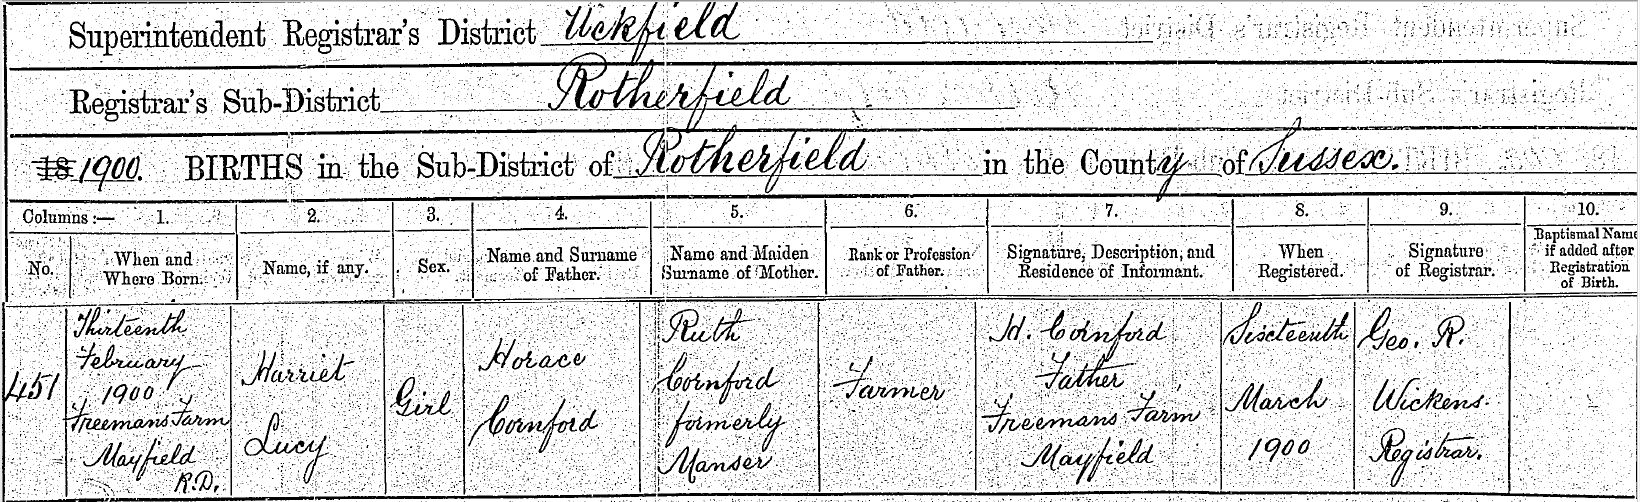 Superintendent Registrar's District Uckfield
Registrar's Sub-District Rotherfield
18 1900. BIRTHS in the Sub-District of Rotherfield in the County of Sussex.
Columns :— 1. 2. 3. 4. 5. 6. 7. 8. 9. 10.
No.
When and
Where Born.
Name, if any.
Sex.
Name and Surname
of Father.
Name and Maiden
Surname of Mother.
Rank or Profession
of Father.
Signature, Description, and
Residence of Informant.
When
Registered.
Signature
of Registrar.
Baptismal Name
if added after
Registration
of Birth.
451
Thirteenth
February
1900
Freemans Farm
Mayfield
R.D.
Harriet
Lucy
Girl
Horace
Cornford
Ruth
Cornford
formerly
Manser
Farmer
H. Cornford
Father
Freemans Farm
Mayfield
Sixteenth
March
1900
Geo. R.
Wickens
Registrar.